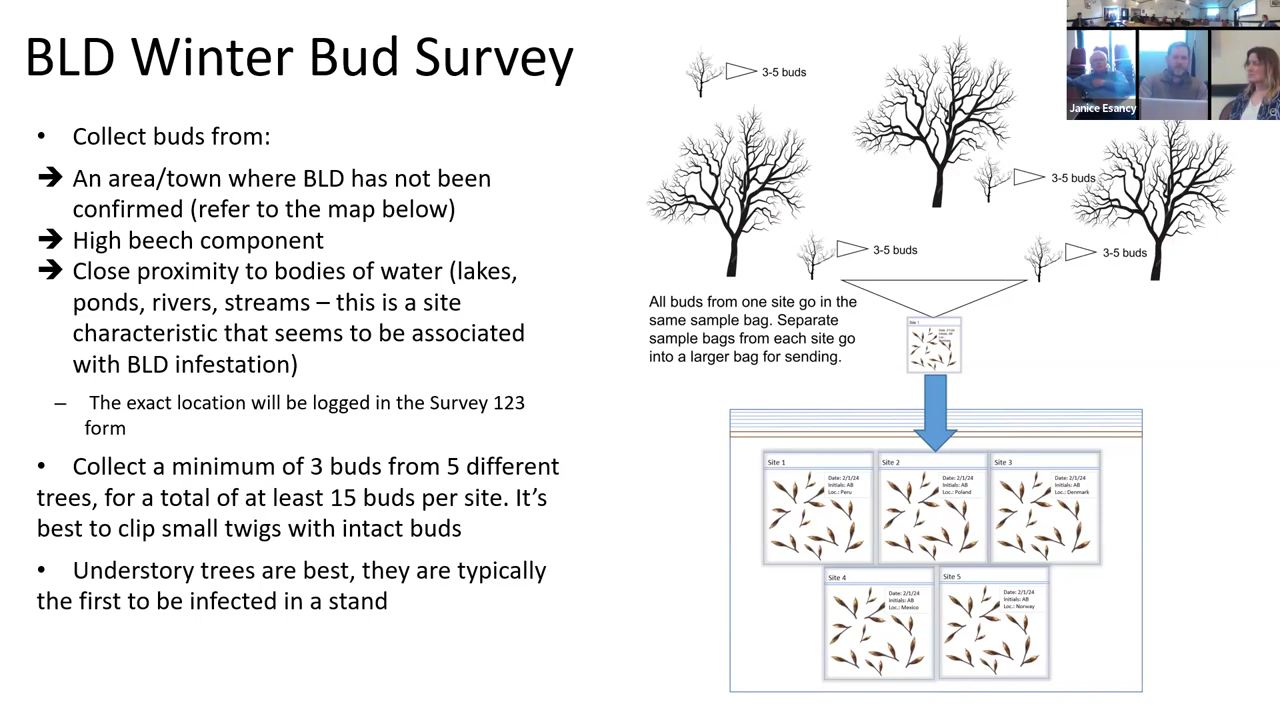 BLD Winter Bud Survey
• Collect buds from:
➔ An area/town where BLD has not been
confirmed (refer to the map below)
➔ High beech component
➔ Close proximity to bodies of water (lakes,
ponds, rivers, streams – this is a site
characteristic that seems to be associated
with BLD infestation)
– The exact location will be logged in the Survey 123
form
• Collect a minimum of 3 buds from 5 different
trees, for a total of at least 15 buds per site. It's
best to clip small twigs with intact buds
• Understory trees are best, they are typically
the first to be infected in a stand
3-5 buds
3-5 buds
3-5 buds
3-5 buds
Janice Esancy
All buds from one site go in the
same sample bag. Separate
sample bags from each site go
into a larger bag for sending.
Site 1
Site 1
Date: 2/1/24
Initials: AB
Loc.: Peru
Site 2
Date: 2/1/24
Initials: AB
Loc.: Poland
Site 3
Date: 2/1/24
Initials: AB
Loc.: Denmark
Site 4
Date: 2/1/24
Initials: AB
Loc.: Mexico
Site 5
Date: 2/1/24
Initials: AB
Loc.: Norway